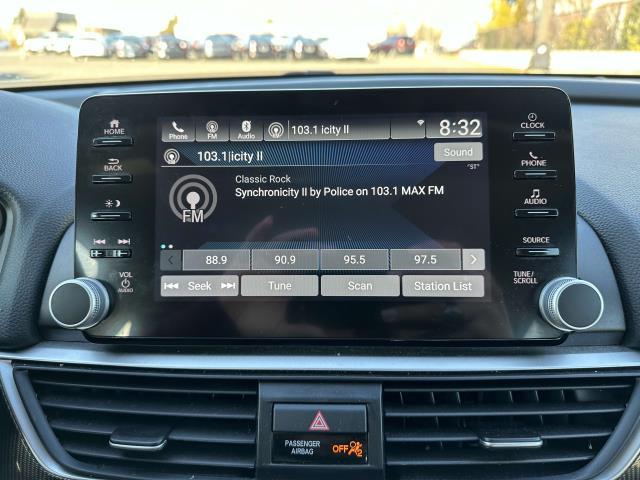 HOME
BACK
VOL
AUDIO
Phone
FM
Audio
103.1 icity II
8:32
103.1|icity II
Sound
"ST"
Classic Rock
Synchronicity II by Police on 103.1 MAX FM
FM
88.9
90.9
95.5
97.5
Seek
Tune
Scan
Station List
CLOCK
PHONE
AUDIO
SOURCE
TUNE/
SCROLL
PASSENGER
AIRBAG
OFF
2